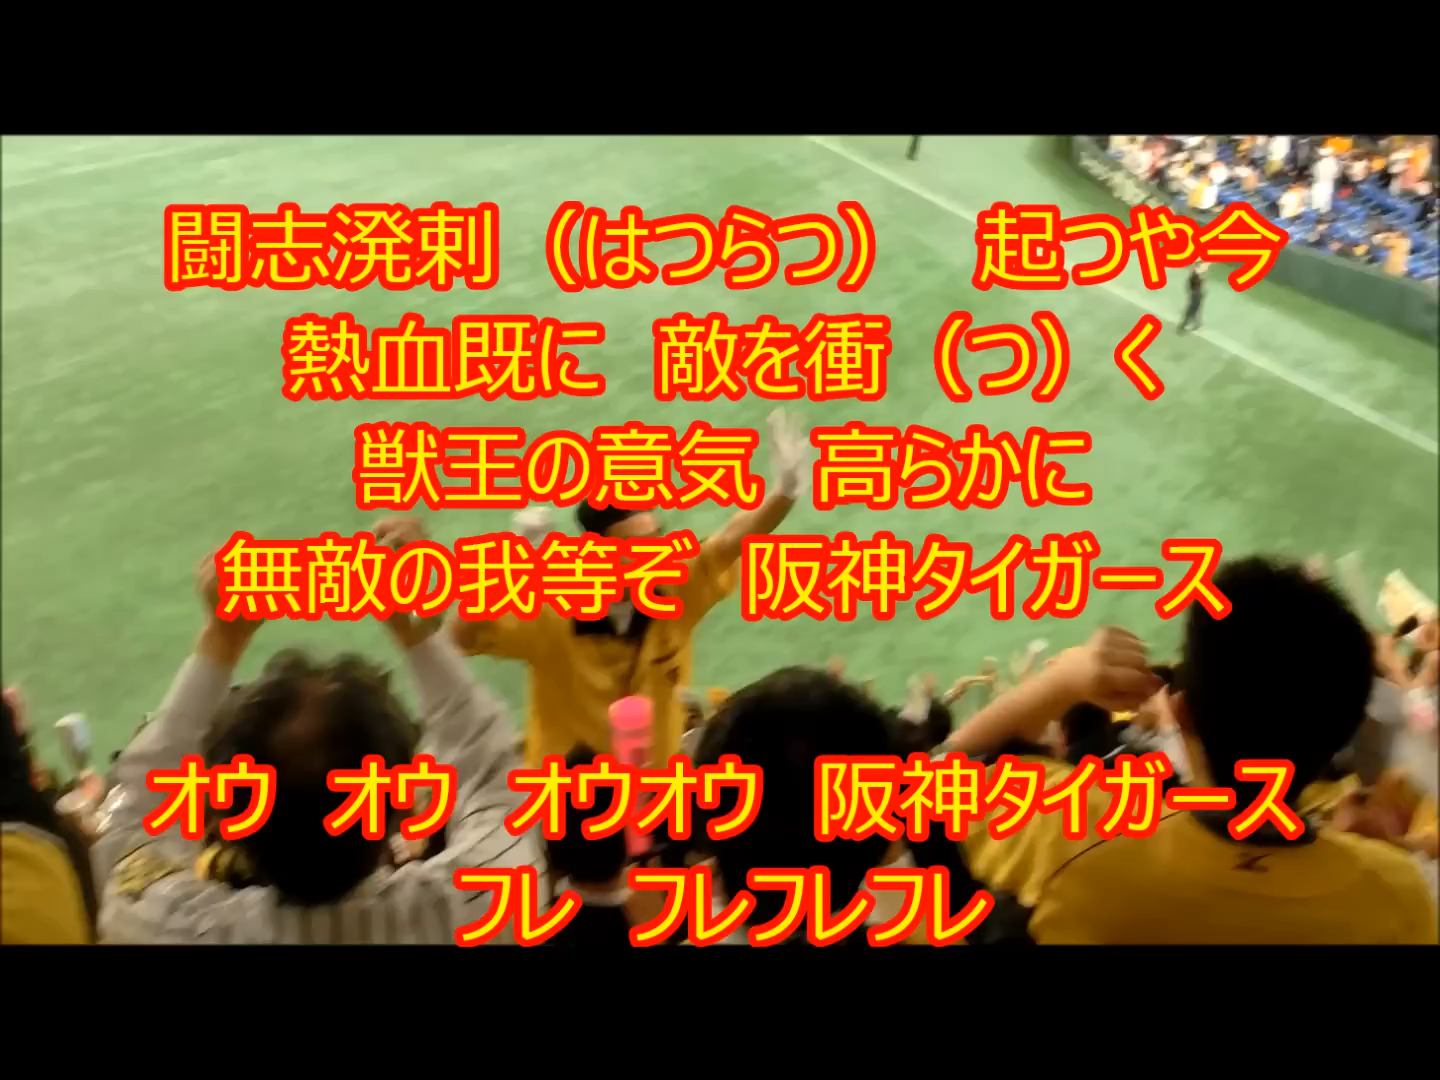 闘志溌剌（はつらつ）　起つや今
熱血既に　敵を衝（つ）く
獣王の意気　高らかに
無敵の我等ぞ　阪神タイガース
オウ　オウ　オウオウ　阪神タイガース
フレ　フレフレフレ